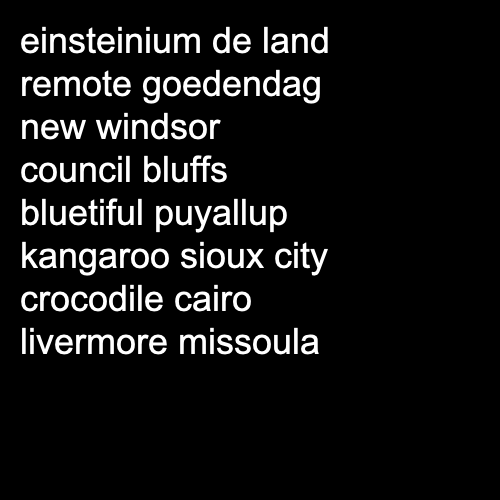 einsteinium de land
remote goedendag
new windsor
council bluffs
bluetiful puyallup
kangaroo sioux city
crocodile cairo
livermore missoula